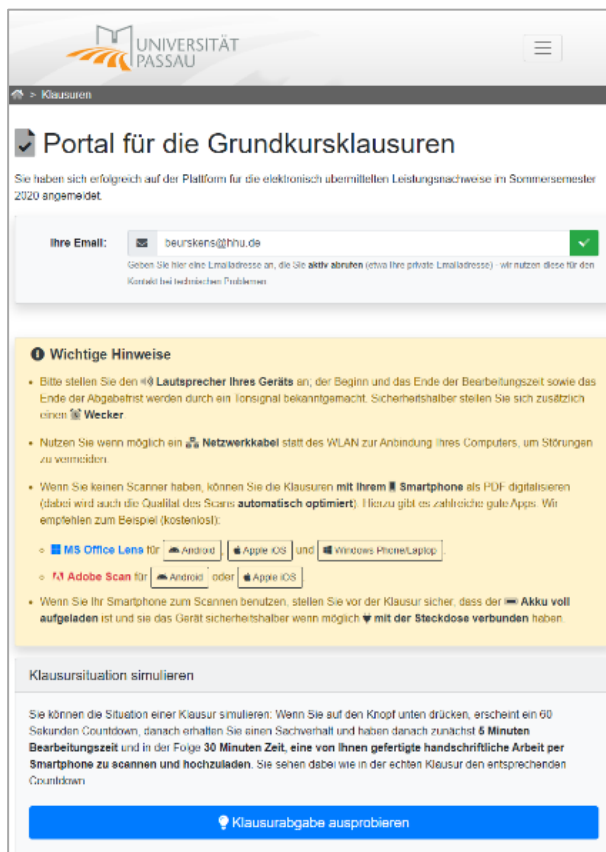 UNIVERSITÄT
PASSAU
> Klausuren
Portal für die Grundkursklausuren
Sie haben sich erfolgreich auf der Plattform für die elektronisch übermittelten Leistungsnachweise im Sommersemester
2020 angemeldet.
Ihre Email:
beurskens@hhu.de
Geben Sie hier eine Emailadresse an, die Sie aktiv abrufen (etwa Ihre private Emailadresse) - wir nutzen diese für den
Kontakt bei technischen Problemen.
Wichtige Hinweise
• Bitte stellen Sie den Lautsprecher Ihres Geräts an; der Beginn und das Ende der Bearbeitungszeit sowie das
Ende der Abgabefrist werden durch ein Tonsignal bekanntgemacht. Sicherheitshalber stellen Sie sich zusätzlich
einen Wecker
• Nutzen Sie wenn möglich ein Netzwerkkabel statt des WLAN zur Anbindung Ihres Computers, um Störungen
zu vermeiden.
• Wenn Sie keinen Scanner haben, können Sie die Klausuren mit Ihrem Smartphone als PDF digitalisieren
(dabei wird auch die Qualität des Scans automatisch optimiert). Hierzu gibt es zahlreiche gute Apps. Wir
empfehlen zum Beispiel (kostenlos):
MS Office Lens für Android, Apple iOS und Windows Phone/Laptop.
Adobe Scan für Android oder Apple iOS.
• Wenn Sie Ihr Smartphone zum Scannen benutzen, stellen Sie vor der Klausur sicher, dass der Akku voll
aufgeladen ist und sie das Gerät sicherheitshalber wenn möglich mit der Steckdose verbunden haben.
Klausursituation simulieren
Sie können die Situation einer Klausur simulieren: Wenn Sie auf den Knopf unten drücken, erscheint ein 60
Sekunden Countdown, danach erhalten Sie einen Sachverhalt und haben danach zunächst 5 Minuten
Bearbeitungszeit und in der Folge 30 Minuten Zeit, eine von Ihnen gefertigte handschriftliche Arbeit per
Smartphone zu scannen und hochzuladen. Sie sehen dabei wie in der echten Klausur den entsprechenden
Countdown
Klausurabgabe ausprobieren